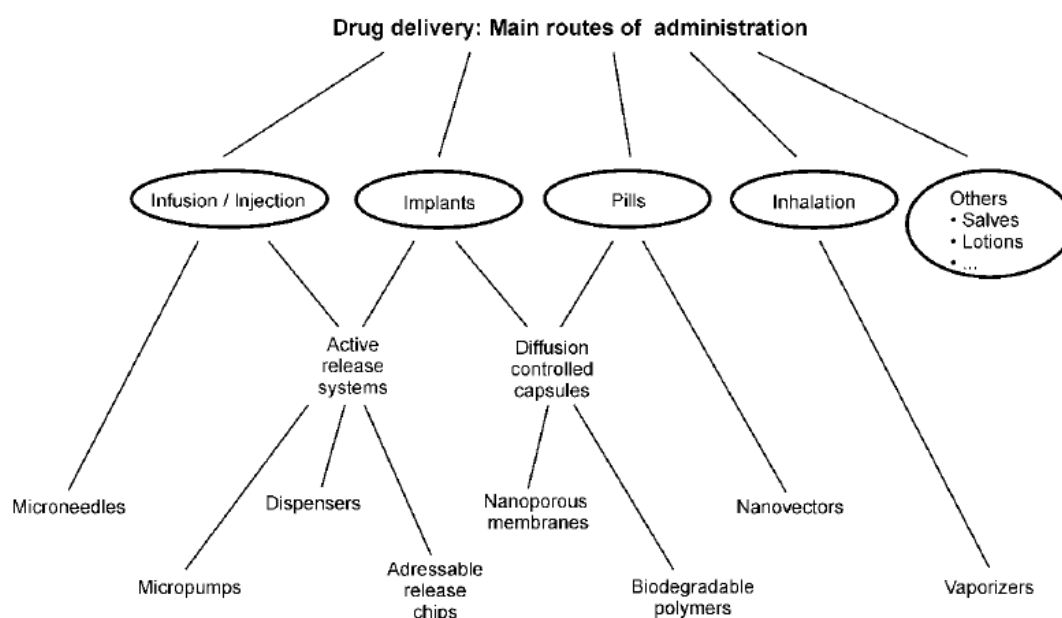 Drug delivery: Main routes of administration
Infusion / Injection
Implants
Pills
Inhalation
Others
• Salves
• Lotions
• ...
Active
release
systems
Diffusion
controlled
capsules
Microneedles
Dispensers
Nanoporous
membranes
Nanovectors
Micropumps
Adressable
release
chips
Biodegradable
polymers
Vaporizers